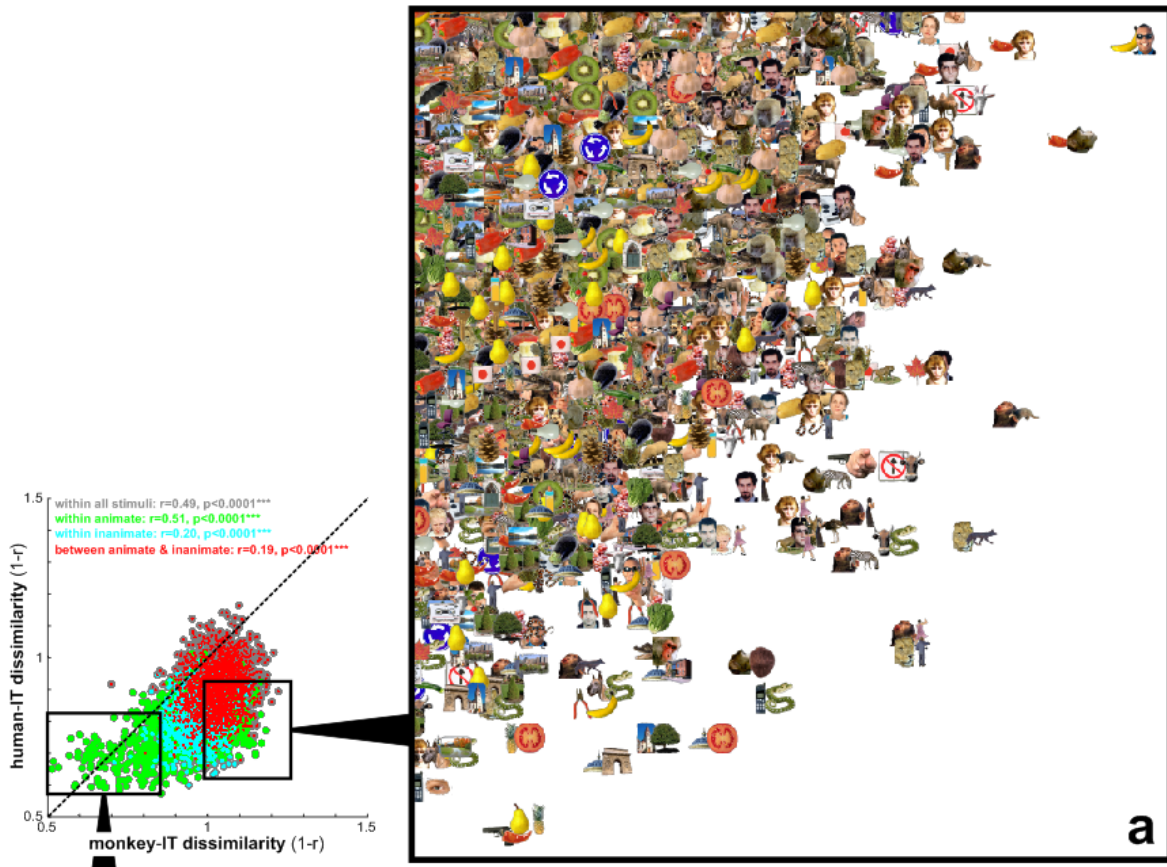 a
1.5
within all stimuli: r=0.49, p<0.0001***
within animate: r=0.51, p<0.0001***
within inanimate: r=0.20, p<0.0001***
between animate & inanimate: r=0.19, p<0.0001***
human-IT dissimilarity (1-r)
1
0.5
0.5
1
1.5
monkey-IT dissimilarity (1-r)